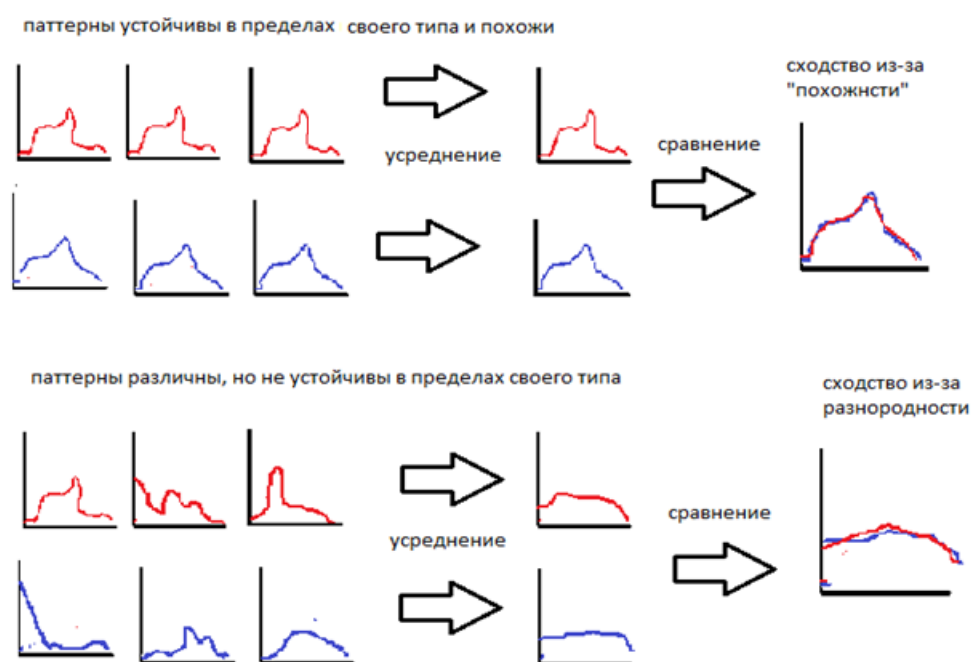 паттерны устойчивы в пределах своего типа и похожи
сходство из-за
"похожнсти"
усреднение
сравнение
паттерны различны, но не устойчивы в пределах своего типа
сходство из-за
разнородности
усреднение
сравнение